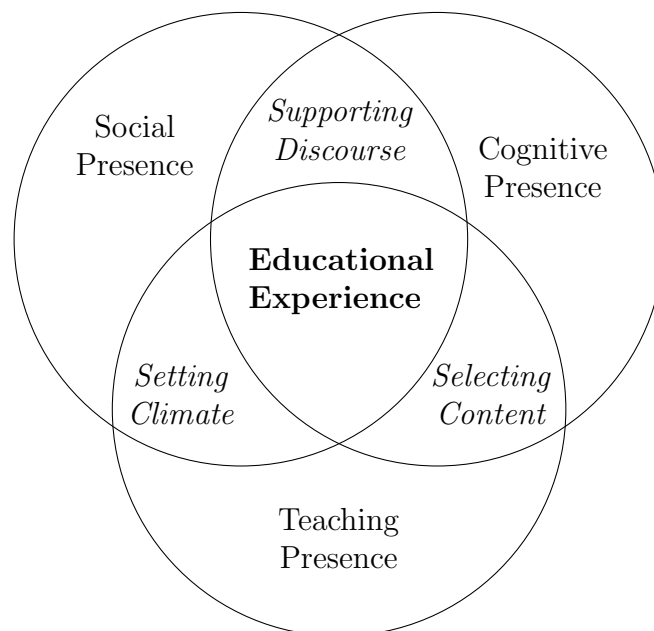 Social
Presence
Supporting
Discourse
Cognitive
Presence
Educational
Experience
Setting
Climate
Selecting
Content
Teaching
Presence